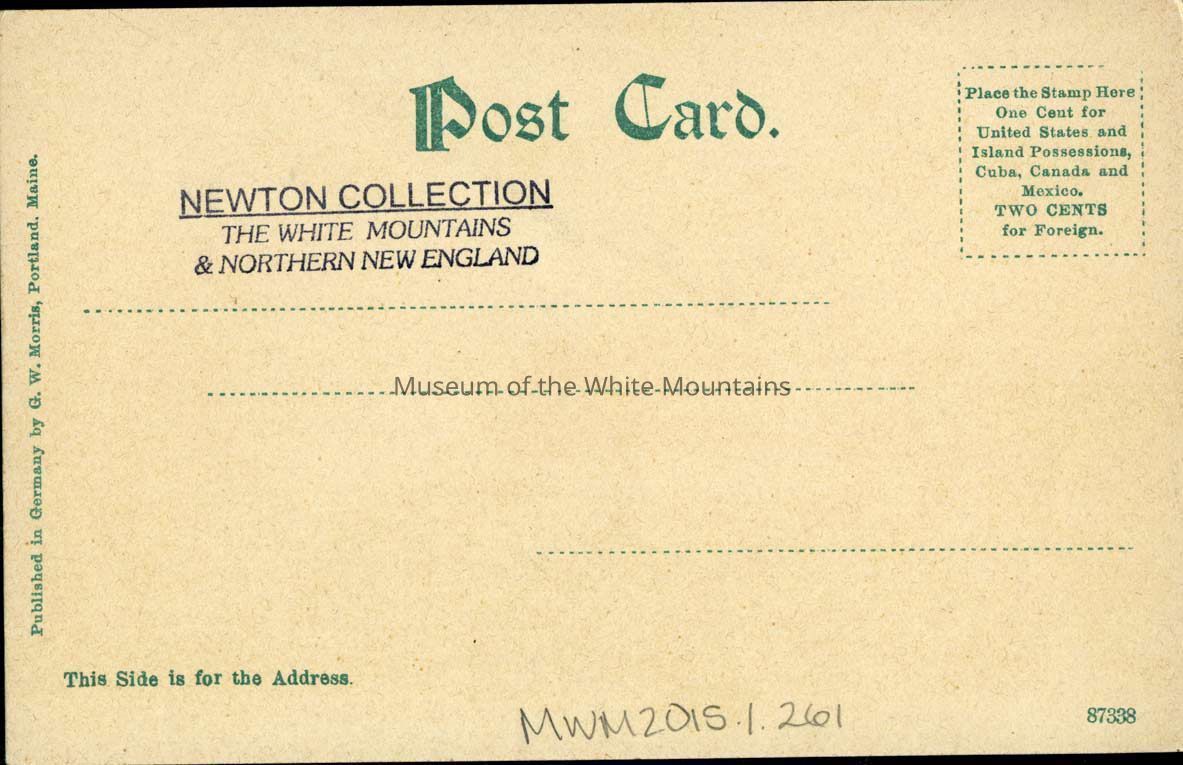 Post Card.
Place the Stamp Here
One Cent for
United States and
Island Possessions,
Cuba, Canada and
Mexico.
TWO CENTS
for Foreign.
NEWTON COLLECTION
THE WHITE MOUNTAINS
& NORTHERN NEW ENGLAND
Museum of the White Mountains
Published in Germany by G. W. Morris, Portland. Maine.
This Side is for the Address.
MWM2015.1.261
87338